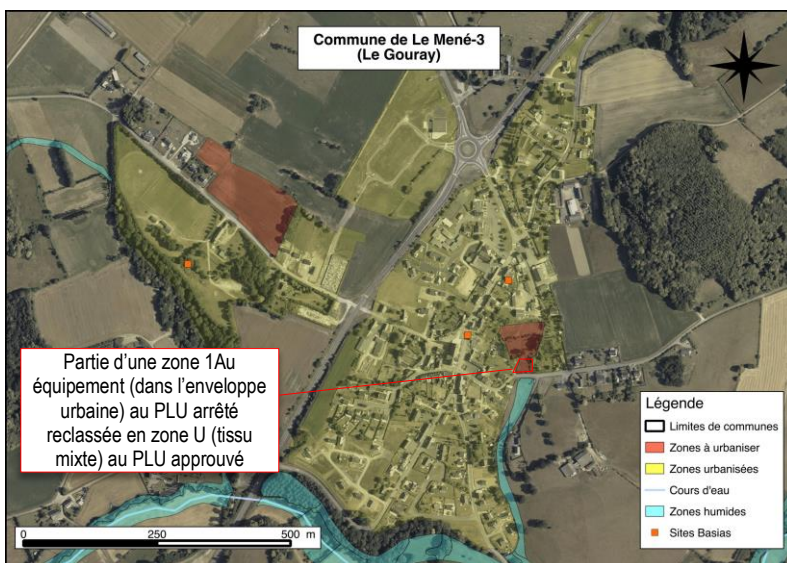 Commune de Le Mené-3
(Le Gouray)
Partie d'une zone 1Au
équipement (dans l'enveloppe
urbaine) au PLU arrêté
reclassée en zone U (tissu
mixte) au PLU approuvé
Légende
Limites de communes
Zones à urbaniser
Zones urbanisées
Cours d'eau
Zones humides
Sites Basias
0 250 500 m